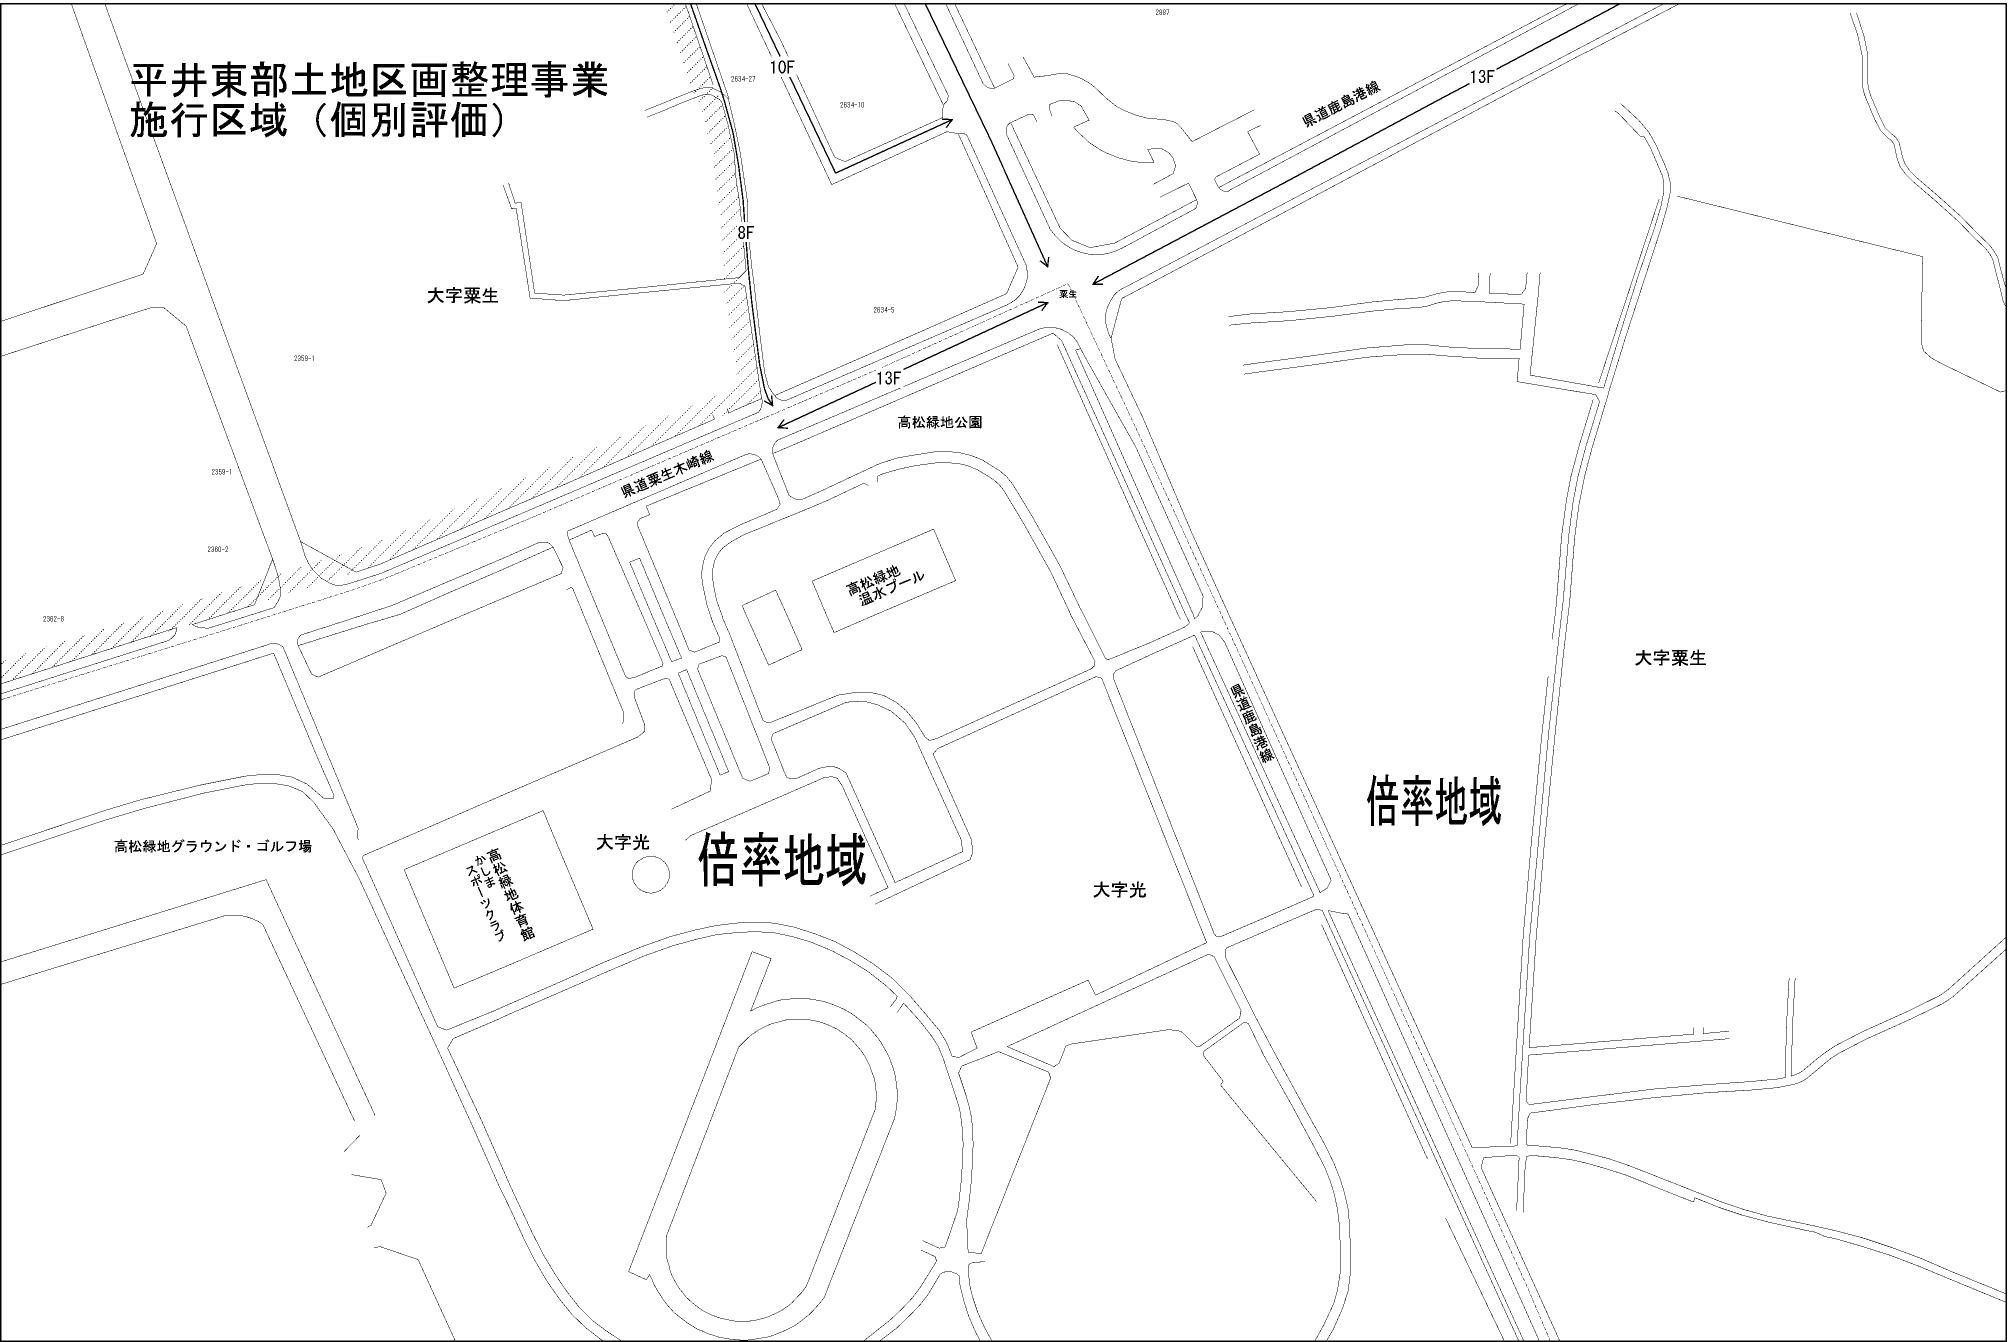 平井東部土地区画整理事業
施行区域（個別評価）
2887
10F
2634-27
2634-10
13F
県道鹿島港線
8F
大字粟生
粟生
2634-5
2359-1
13F
高松緑地公園
2359-1
県道粟生木崎線
2360-2
高松緑地
温水プール
2362-8
大字粟生
県道鹿島港線
倍率地域
高松緑地グラウンド・ゴルフ場
大字光
倍率地域
高松緑地体育館
かしま
スポーツクラブ
大字光